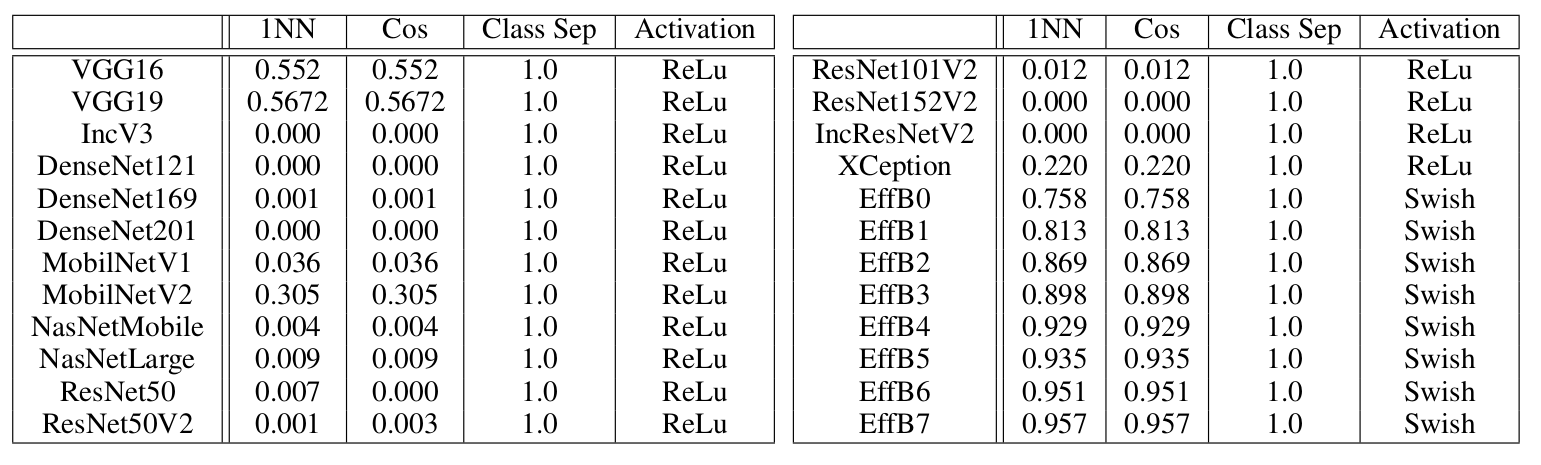 1NN Cos Class Sep Activation
VGG16 0.552 0.552 1.0 ReLu
VGG19 0.5672 0.5672 1.0 ReLu
IncV3 0.000 0.000 1.0 ReLu
DenseNet121 0.000 0.000 1.0 ReLu
DenseNet169 0.001 0.001 1.0 ReLu
DenseNet201 0.000 0.000 1.0 ReLu
MobilNetV1 0.036 0.036 1.0 ReLu
MobilNetV2 0.305 0.305 1.0 ReLu
NasNetMobile 0.004 0.004 1.0 ReLu
NasNetLarge 0.009 0.009 1.0 ReLu
ResNet50 0.007 0.000 1.0 ReLu
ResNet50V2 0.001 0.003 1.0 ReLu
1NN Cos Class Sep Activation
ResNet101V2 0.012 0.012 1.0 ReLu
ResNet152V2 0.000 0.000 1.0 ReLu
IncResNetV2 0.000 0.000 1.0 ReLu
XCeption 0.220 0.220 1.0 ReLu
EffB0 0.758 0.758 1.0 Swish
EffB1 0.813 0.813 1.0 Swish
EffB2 0.869 0.869 1.0 Swish
EffB3 0.898 0.898 1.0 Swish
EffB4 0.929 0.929 1.0 Swish
EffB5 0.935 0.935 1.0 Swish
EffB6 0.951 0.951 1.0 Swish
EffB7 0.957 0.957 1.0 Swish